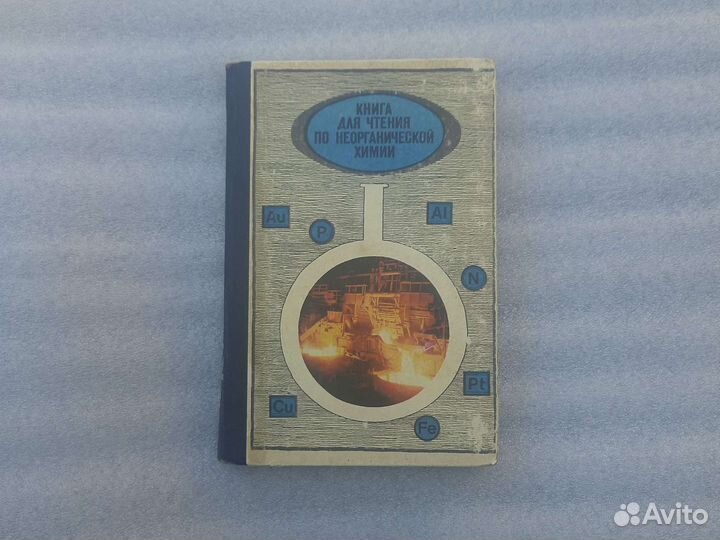 КНИГА
ДЛЯ ЧТЕНИЯ
ПО НЕОРГАНИЧЕСКОЙ
ХИМИИ
Au
P
Al
N
Pt
Cu
Fe
Avito